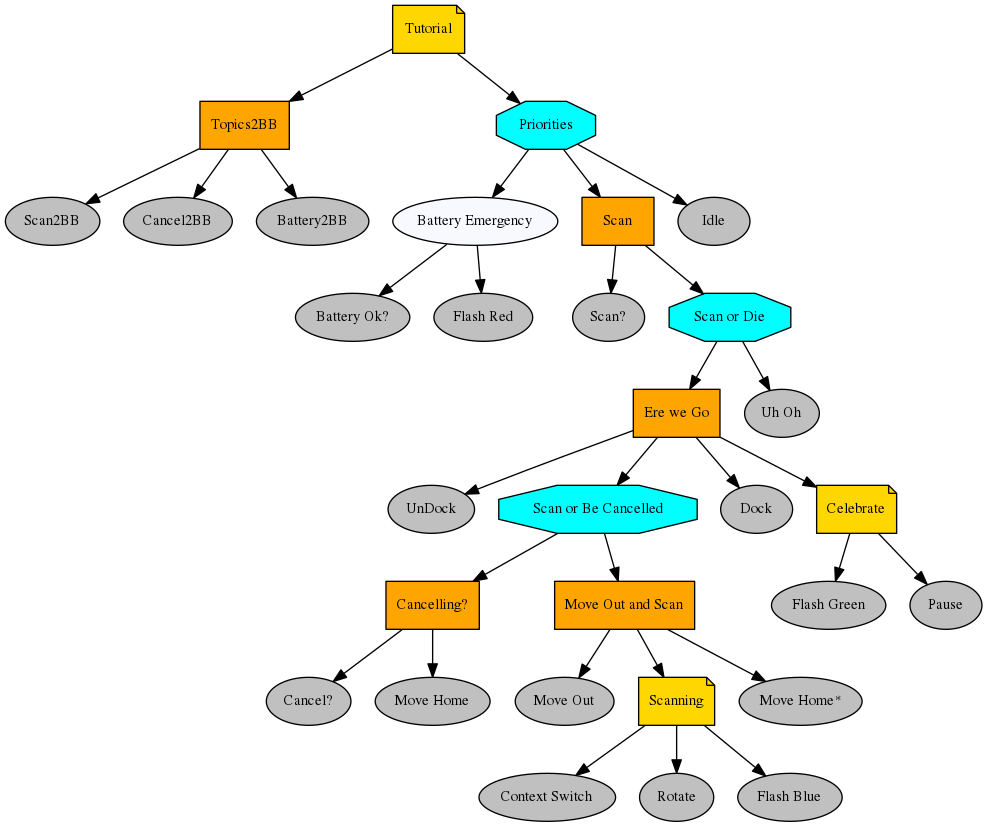 Tutorial
Topics2BB
Priorities
Scan2BB
Cancel2BB
Battery2BB
Battery Emergency
Scan
Idle
Battery Ok?
Flash Red
Scan?
Scan or Die
Ere we Go
Uh Oh
UnDock
Scan or Be Cancelled
Dock
Celebrate
Cancelling?
Move Out and Scan
Flash Green
Pause
Cancel?
Move Home
Move Out
Scanning
Move Home*
Context Switch
Rotate
Flash Blue